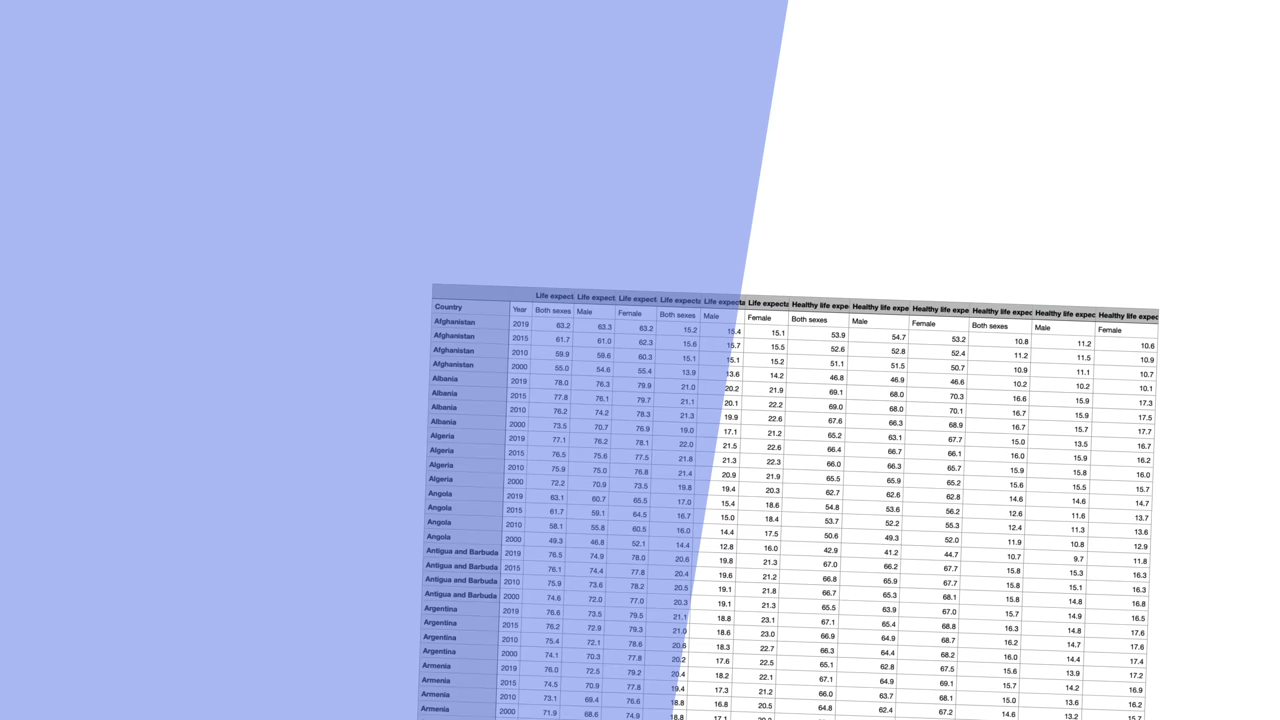 Life expect Life expect Life expect Life expecta Life expecta Life expecta Healthy life expe Healthy life expe Healthy life expe Healthy life expec Healthy life expec Healthy life expec
Country Year Both sexes Male Female Both sexes Male Female Both sexes Male Female Both sexes Male Female
Afghanistan 2019 63.2 63.3 63.2 15.2 15.4 15.1 53.9 54.7 53.2 10.8 11.2 10.6
Afghanistan 2015 61.7 61.0 62.3 15.6 15.7 15.5 52.6 52.8 52.4 11.2 11.5 10.9
Afghanistan 2010 59.9 59.6 60.3 15.1 15.1 15.2 51.1 51.5 50.7 10.9 11.1 10.7
Afghanistan 2000 55.0 54.6 55.4 13.9 13.6 14.2 46.8 46.9 46.6 10.2 10.2 10.1
Albania 2019 78.0 76.3 79.9 21.0 20.2 21.9 69.1 68.0 70.3 16.6 15.9 17.3
Albania 2015 77.8 76.1 79.7 21.1 20.1 22.2 69.0 68.0 70.1 16.7 15.9 17.5
Albania 2010 76.2 74.2 78.3 21.3 19.9 22.6 67.6 66.3 68.9 16.7 15.7 17.7
Albania 2000 73.5 70.7 76.9 19.0 17.1 21.2 65.2 63.1 67.7 15.0 13.5 16.7
Algeria 2019 77.1 76.2 78.1 22.0 21.5 22.6 66.4 66.7 66.1 16.0 15.9 16.2
Algeria 2015 76.5 75.6 77.5 21.8 21.3 22.3 66.0 66.3 65.7 15.9 15.8 16.0
Algeria 2010 75.9 75.0 76.8 21.4 20.9 21.9 65.5 65.9 65.2 15.6 15.5 15.7
Algeria 2000 72.2 70.9 73.5 19.8 19.4 20.3 62.7 62.6 62.8 14.6 14.6 14.7
Angola 2019 63.1 60.7 65.5 17.0 15.4 18.6 54.8 53.6 56.2 12.6 11.6 13.7
Angola 2015 61.7 59.1 64.5 16.7 15.0 18.4 53.7 52.2 55.3 12.4 11.3 13.6
Angola 2010 58.1 55.8 60.5 16.0 14.4 17.5 50.6 49.3 52.0 11.9 10.8 12.9
Angola 2000 49.3 46.8 52.1 14.4 12.8 16.0 42.9 41.2 44.7 10.7 9.7 11.8
Antigua and Barbuda 2019 76.5 74.9 78.0 20.6 19.8 21.3 67.0 66.2 67.7 15.8 15.3 16.3
Antigua and Barbuda 2015 76.1 74.4 77.8 20.4 19.6 21.2 66.8 65.9 67.7 15.8 15.1 16.3
Antigua and Barbuda 2010 75.9 73.6 78.2 20.5 19.1 21.8 66.7 65.3 68.1 15.8 14.8 16.8
Antigua and Barbuda 2000 74.6 72.0 77.0 20.3 19.1 21.3 65.5 63.9 67.0 15.7 14.9 16.5
Argentina 2019 76.6 73.5 79.5 21.1 18.8 23.1 67.1 65.4 68.8 16.3 14.8 17.6
Argentina 2015 76.2 72.9 79.3 21.0 18.6 23.0 66.9 64.9 68.7 16.2 14.7 17.6
Argentina 2010 75.4 72.1 78.6 20.6 18.3 22.7 66.3 64.4 68.2 16.0 14.4 17.4
Argentina 2000 74.1 70.3 77.8 20.2 17.6 22.5 65.1 62.8 67.5 15.6 13.9 17.2
Armenia 2019 76.0 72.5 79.2 20.4 18.2 22.1 67.1 64.9 69.1 15.7 14.2 16.9
Armenia 2015 74.5 70.9 77.8 19.4 17.3 21.2 66.0 63.7 68.1 15.0 13.6 16.2
Armenia 2010 73.1 69.4 76.6 18.8 16.8 20.5 64.8 62.4 67.2 14.6 13.2 15.7
Armenia 2000 71.9 68.6 74.9 18.8 17.1